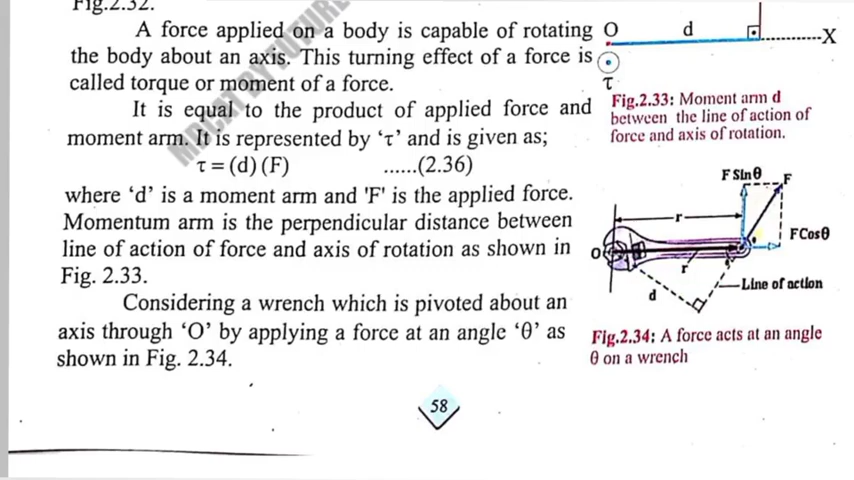 Fig.2.32.
A force applied on a body is capable of rotating
the body about an axis. This turning effect of a force is
called torque or moment of a force.
It is equal to the product of applied force and
moment arm. It is represented by ‘τ’ and is given as;
τ = (d) (F) ......(2.36)
where ‘d’ is a moment arm and 'F' is the applied force.
Momentum arm is the perpendicular distance between
line of action of force and axis of rotation as shown in
Fig. 2.33.
Considering a wrench which is pivoted about an
axis through ‘O’ by applying a force at an angle ‘θ’ as
shown in Fig. 2.34.
O d X
τ
Fig.2.33: Moment arm d
between the line of action of
force and axis of rotation.
F Sinθ F
r
F Cosθ
O
r
d Line of action
Fig.2.34: A force acts at an angle
θ on a wrench
58